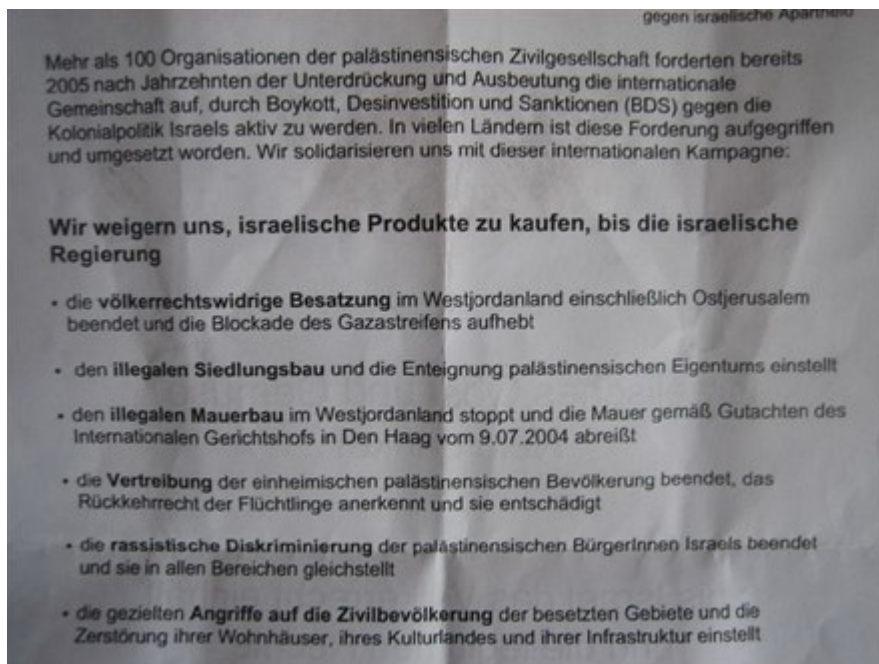 gegen israelische Apartheid
Mehr als 100 Organisationen der palästinensischen Zivilgesellschaft forderten bereits
2005 nach Jahrzehnten der Unterdrückung und Ausbeutung die internationale
Gemeinschaft auf, durch Boykott, Desinvestition und Sanktionen (BDS) gegen die
Kolonialpolitik Israels aktiv zu werden. In vielen Ländern ist diese Forderung aufgegriffen
und umgesetzt worden. Wir solidarisieren uns mit dieser internationalen Kampagne:
Wir weigern uns, israelische Produkte zu kaufen, bis die israelische
Regierung
• die völkerrechtswidrige Besatzung im Westjordanland einschließlich Ostjerusalem
beendet und die Blockade des Gazastreifens aufhebt
• den illegalen Siedlungsbau und die Enteignung palästinensischen Eigentums einstellt
• den illegalen Mauerbau im Westjordanland stoppt und die Mauer gemäß Gutachten des
Internationalen Gerichtshofs in Den Haag vom 9.07.2004 abreißt
• die Vertreibung der einheimischen palästinensischen Bevölkerung beendet, das
Rückkehrrecht der Flüchtlinge anerkennt und sie entschädigt
• die rassistische Diskriminierung der palästinensischen BürgerInnen Israels beendet
und sie in allen Bereichen gleichstellt
• die gezielten Angriffe auf die Zivilbevölkerung der besetzten Gebiete und die
Zerstörung ihrer Wohnhäuser, ihres Kulturlandes und ihrer Infrastruktur einstellt